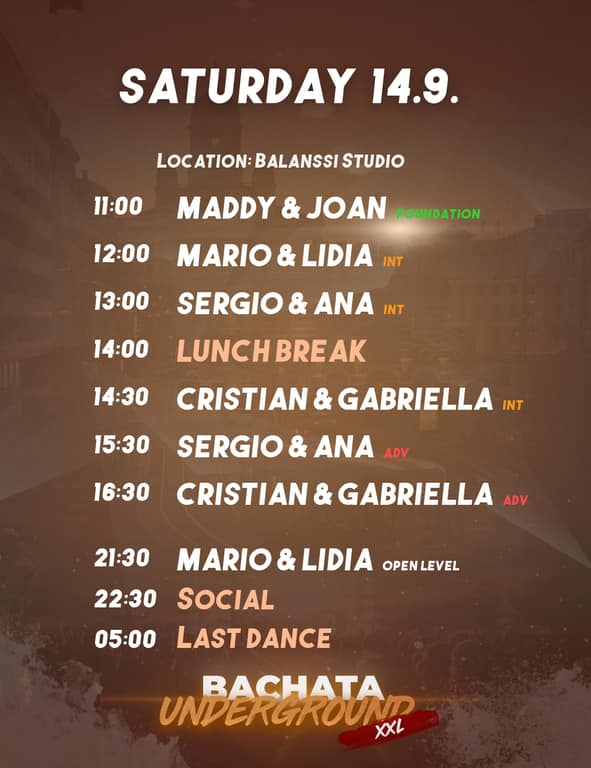 SATURDAY 14.9.
LOCATION: BALANSSI STUDIO
11:00 MADDY & JOAN FOUNDATION
12:00 MARIO & LIDIA INT
13:00 SERGIO & ANA INT
14:00 LUNCH BREAK
14:30 CRISTIAN & GABRIELLA INT
15:30 SERGIO & ANA ADV
16:30 CRISTIAN & GABRIELLA ADV
21:30 MARIO & LIDIA OPEN LEVEL
22:30 SOCIAL
05:00 LAST DANCE
BACHATA
UNDERGROUND
XXL